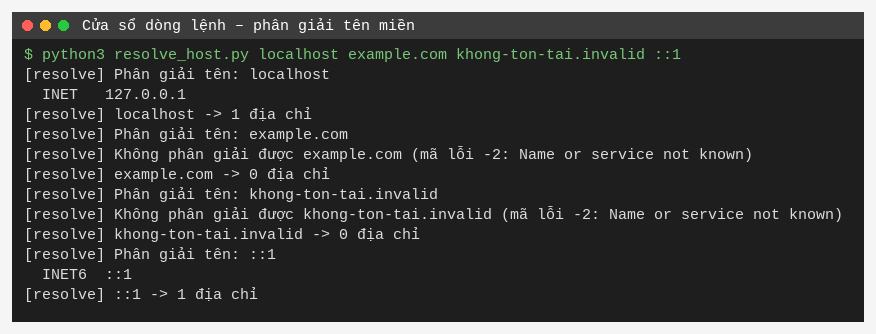 Cửa sổ dòng lệnh – phân giải tên miền
$ python3 resolve_host.py localhost example.com khong-ton-tai.invalid ::1
[resolve] Phân giải tên: localhost
  INET   127.0.0.1
[resolve] localhost -> 1 địa chỉ
[resolve] Phân giải tên: example.com
[resolve] Không phân giải được example.com (mã lỗi -2: Name or service not known)
[resolve] example.com -> 0 địa chỉ
[resolve] Phân giải tên: khong-ton-tai.invalid
[resolve] Không phân giải được khong-ton-tai.invalid (mã lỗi -2: Name or service not known)
[resolve] khong-ton-tai.invalid -> 0 địa chỉ
[resolve] Phân giải tên: ::1
  INET6  ::1
[resolve] ::1 -> 1 địa chỉ